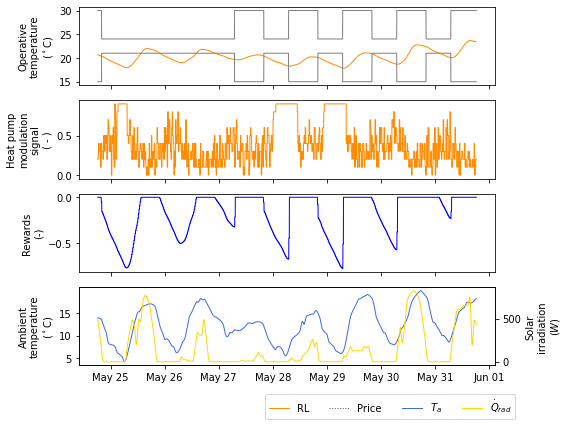 Operative
temperature
(°C)
30
25
20
15
Heat pump
modulation
signal
( - )
0.5
0.0
Rewards
(-)
0.0
−0.5
Ambient
temperature
(°C)
15
10
5
500
0
Solar
irradiation
(W)
May 25
May 26
May 27
May 28
May 29
May 30
May 31
Jun 01
RL
Price
Tₐ
Q̇_rad